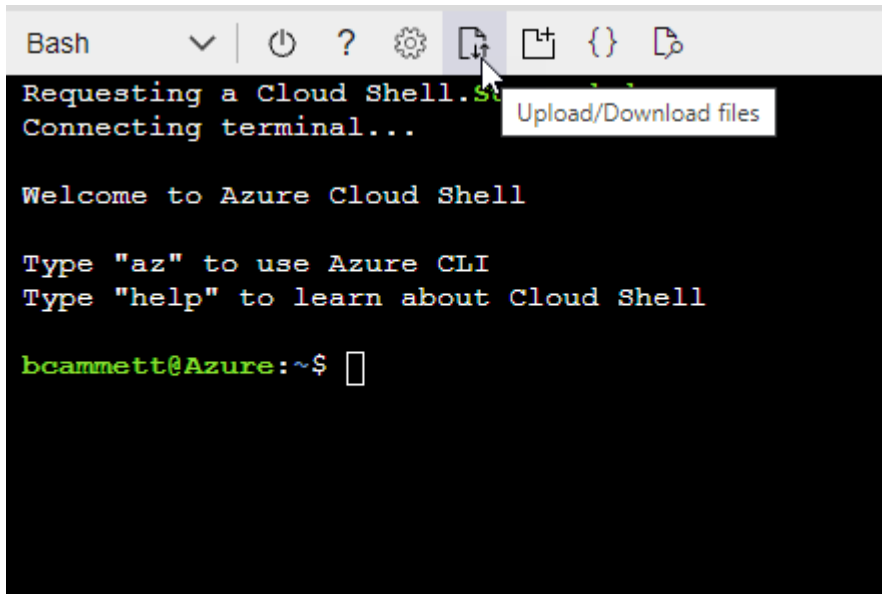 Bash
?
{}
Requesting a Cloud Shell.
Upload/Download files
Connecting terminal...
Welcome to Azure Cloud Shell
Type "az" to use Azure CLI
Type "help" to learn about Cloud Shell
bcammett@Azure:~$